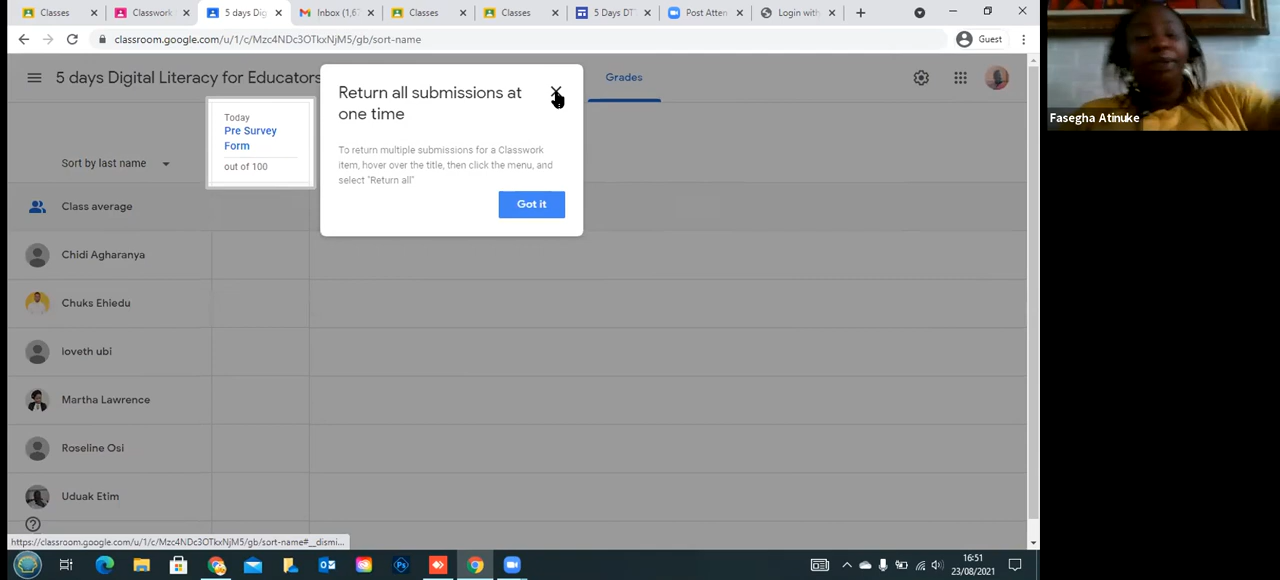 Classes
Classwork
5 days Dig
Inbox (1,67
Classes
Classes
5 Days DT
Post Atten
Login with
classroom.google.com/u/1/c/Mzc4NDc3OTkxNjM5/gb/sort-name
Guest
5 days Digital Literacy for Educators
Grades
Today
Pre Survey
Form
out of 100
Return all submissions at
one time
To return multiple submissions for a Classwork
item, hover over the title, then click the menu, and
select "Return all"
Got it
Sort by last name
Class average
Chidi Agharanya
Chuks Ehiedu
loveth ubi
Martha Lawrence
Roseline Osi
Uduak Etim
https://classroom.google.com/u/1/c/Mzc4NDc3OTkxNjM5/gb/sort-name#__dismi...
16:51
23/08/2021
Fasegha Atinuke